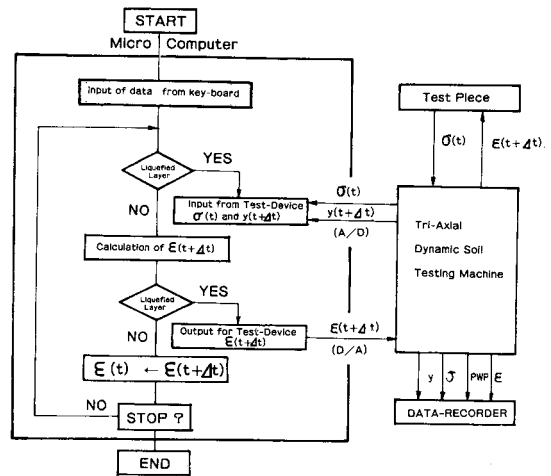 START
Micro Computer
Input of data from key-board
Liquefied
Layer
YES
NO
Input from Test-Device
σ(t) and y(t+Δt)
Calculation of ε(t+Δt)
Liquefied
Layer
YES
NO
Output for Test-Device
ε(t+Δt)
ε(t) ← ε(t+Δt)
NO
STOP ?
END
σ(t)
y(t+Δt)
(A/D)
ε(t+Δt)
(D/A)
Test Piece
σ(t)
ε(t+Δt)
Tri-Axial
Dynamic Soil
Testing Machine
y
PWP
ε
DATA-RECORDER